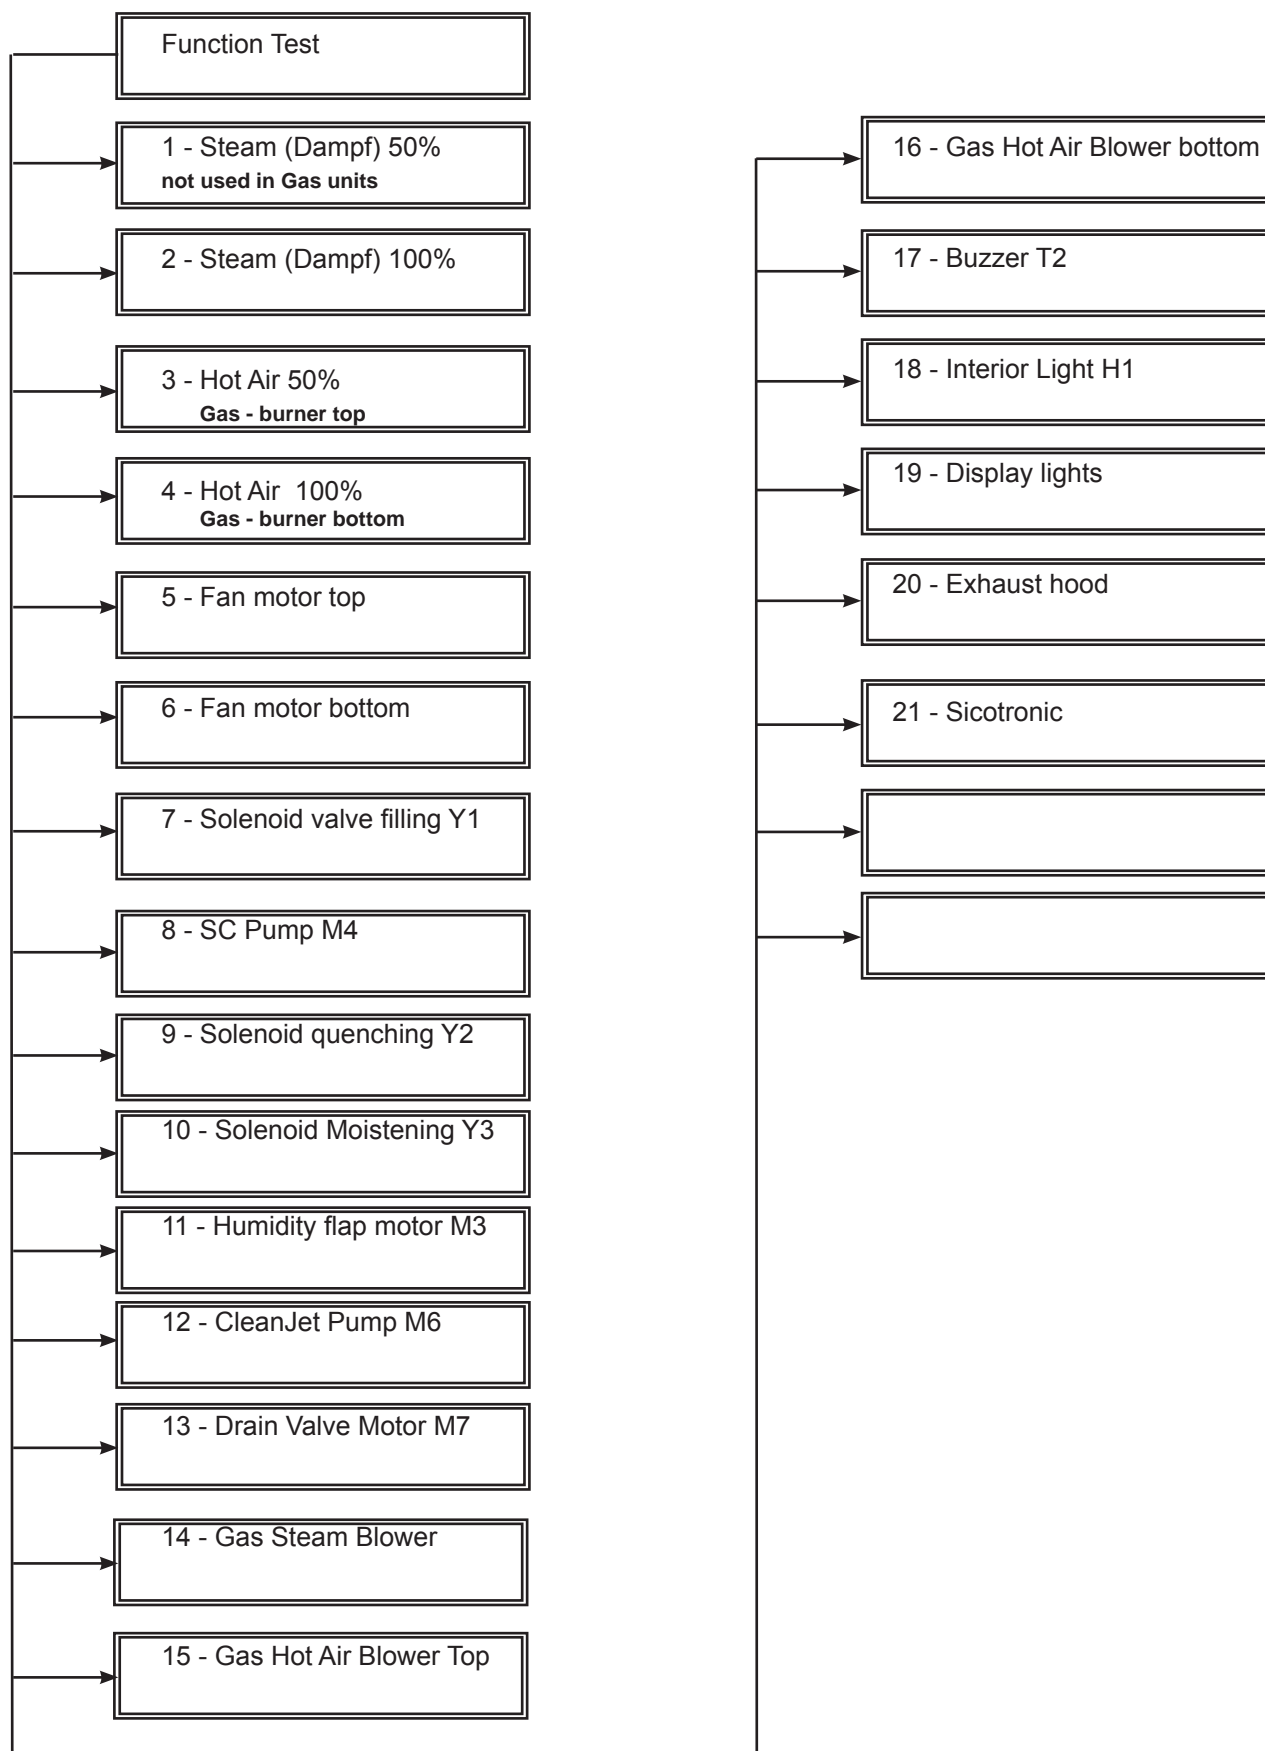 Function Test
1 - Steam (Dampf) 50%
not used in Gas units
2 - Steam (Dampf) 100%
3 - Hot Air 50%
Gas - burner top
4 - Hot Air 100%
Gas - burner bottom
5 - Fan motor top
6 - Fan motor bottom
7 - Solenoid valve filling Y1
8 - SC Pump M4
9 - Solenoid quenching Y2
10 - Solenoid Moistening Y3
11 - Humidity flap motor M3
12 - CleanJet Pump M6
13 - Drain Valve Motor M7
14 - Gas Steam Blower
15 - Gas Hot Air Blower Top
16 - Gas Hot Air Blower bottom
17 - Buzzer T2
18 - Interior Light H1
19 - Display lights
20 - Exhaust hood
21 - Sicotronic